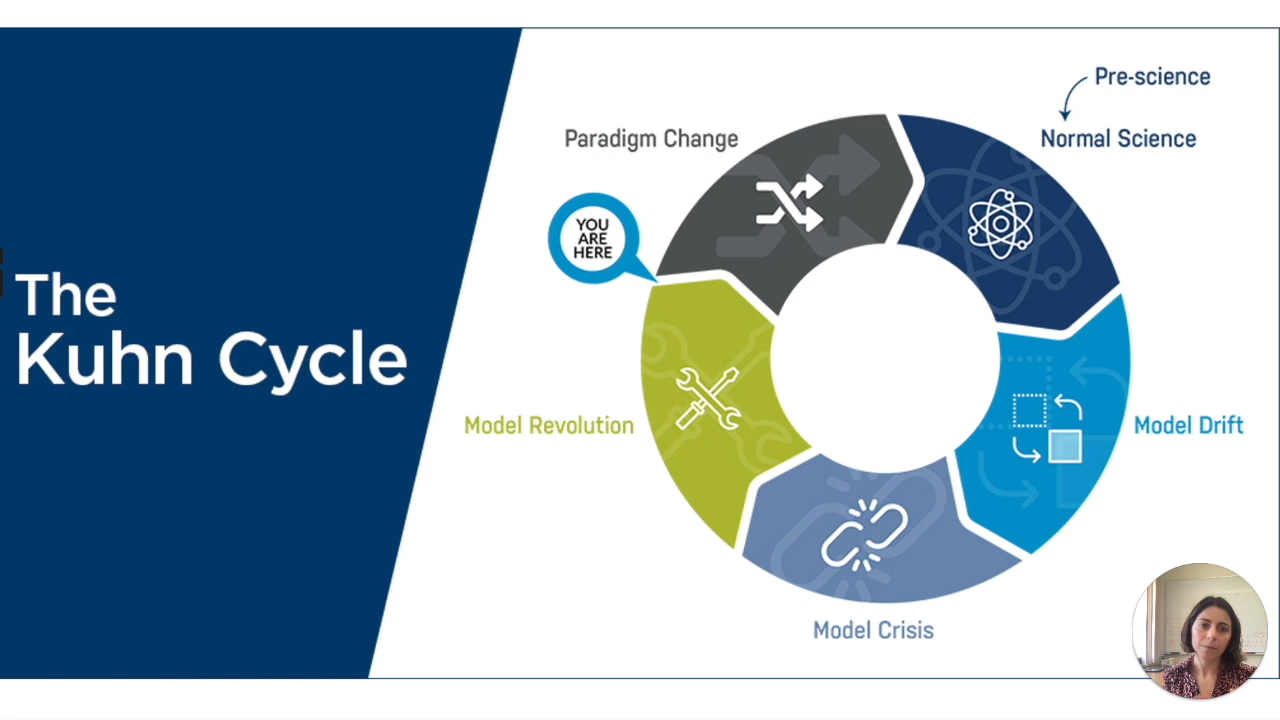 The
Kuhn Cycle
Pre-science
Normal Science
Paradigm Change
YOU
ARE
HERE
Model Revolution
Model Drift
Model Crisis